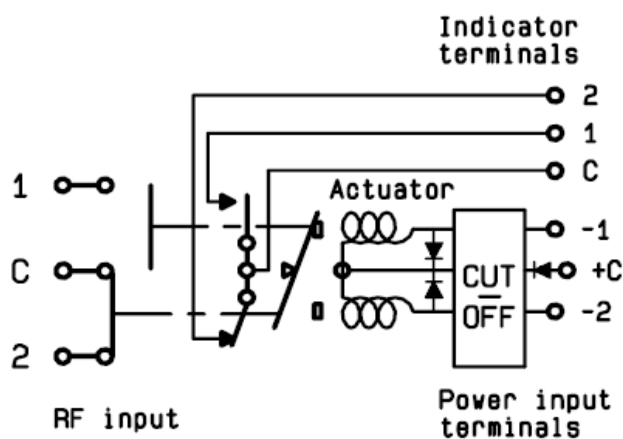 Indicator
terminals
2
1
C
Actuator
1
C
2
-1
+C
-2
CUT
OFF
RF input
Power input
terminals